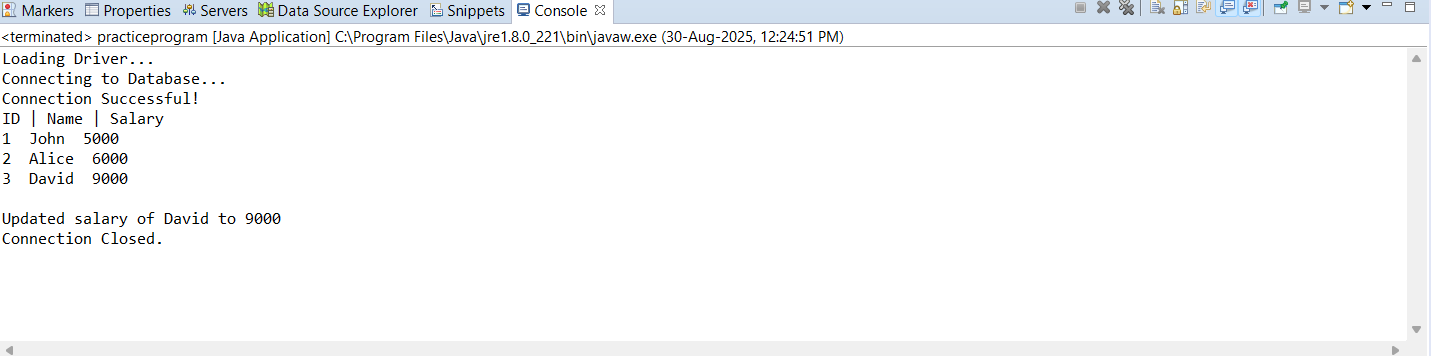 Markers Properties Servers Data Source Explorer Snippets Console
<terminated> practiceprogram [Java Application] C:\Program Files\Java\jre1.8.0_221\bin\javaw.exe (30-Aug-2025, 12:24:51 PM)
Loading Driver...
Connecting to Database...
Connection Successful!
ID | Name | Salary
1  John  5000
2  Alice  6000
3  David  9000

Updated salary of David to 9000
Connection Closed.